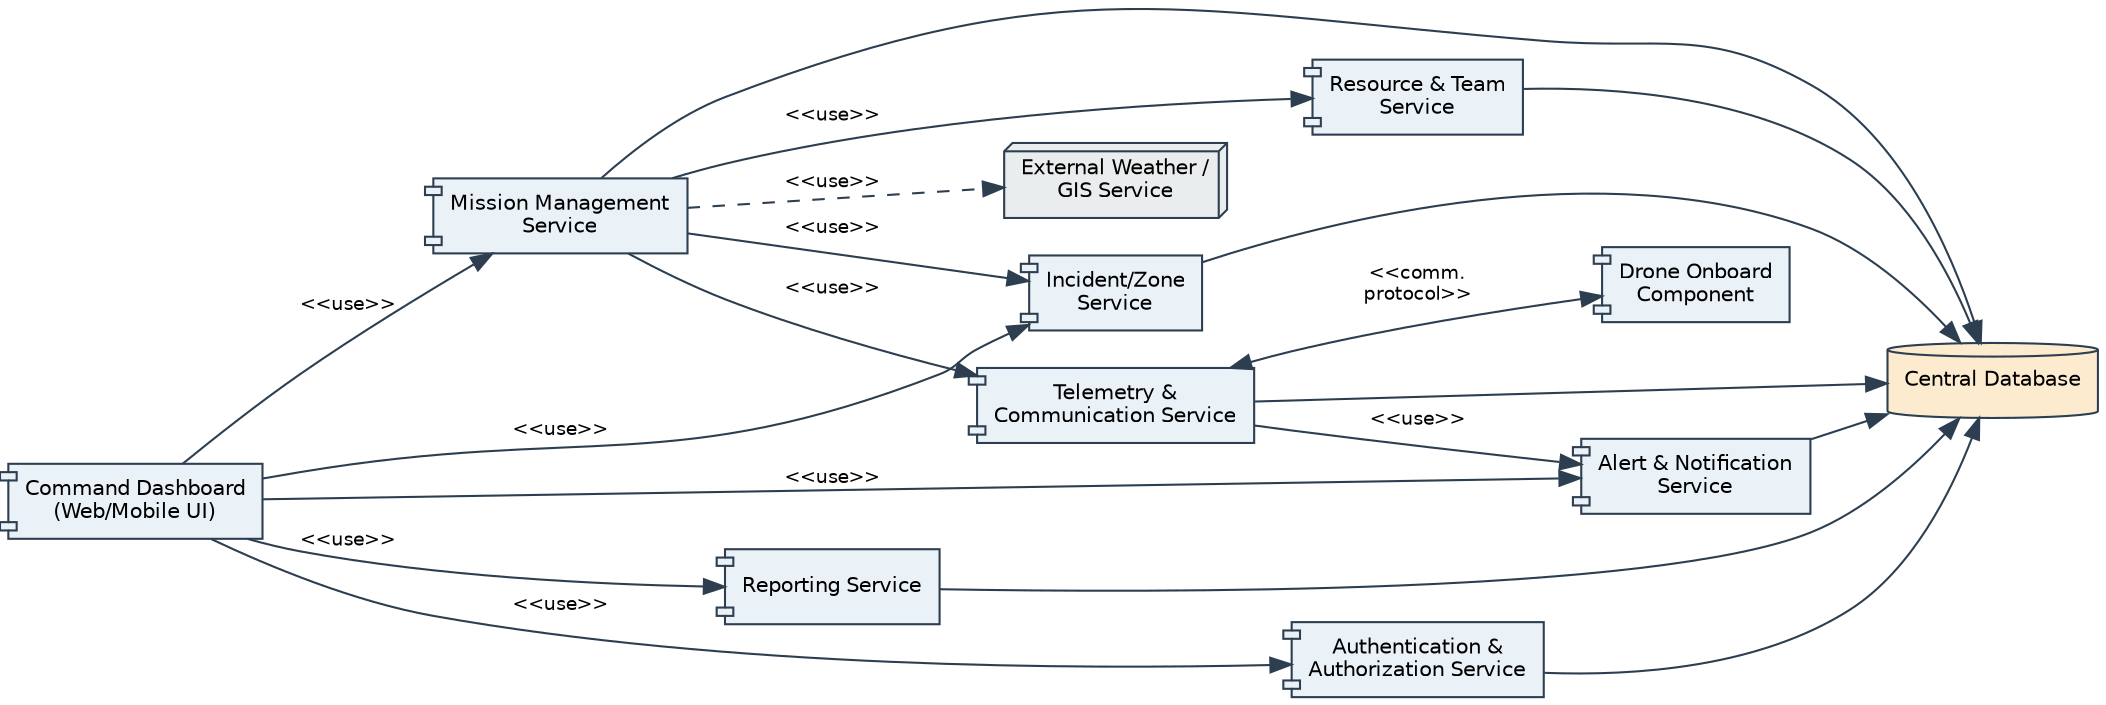 Resource & Team
Service
<<use>>
External Weather /
GIS Service
<<use>>
Mission Management
Service
<<use>>
Incident/Zone
Service
<<use>>
<<comm.
protocol>>
Drone Onboard
Component
<<use>>
Central Database
Telemetry &
Communication Service
<<use>>
<<use>>
Alert & Notification
Service
<<use>>
Command Dashboard
(Web/Mobile UI)
<<use>>
Reporting Service
<<use>>
Authentication &
Authorization Service